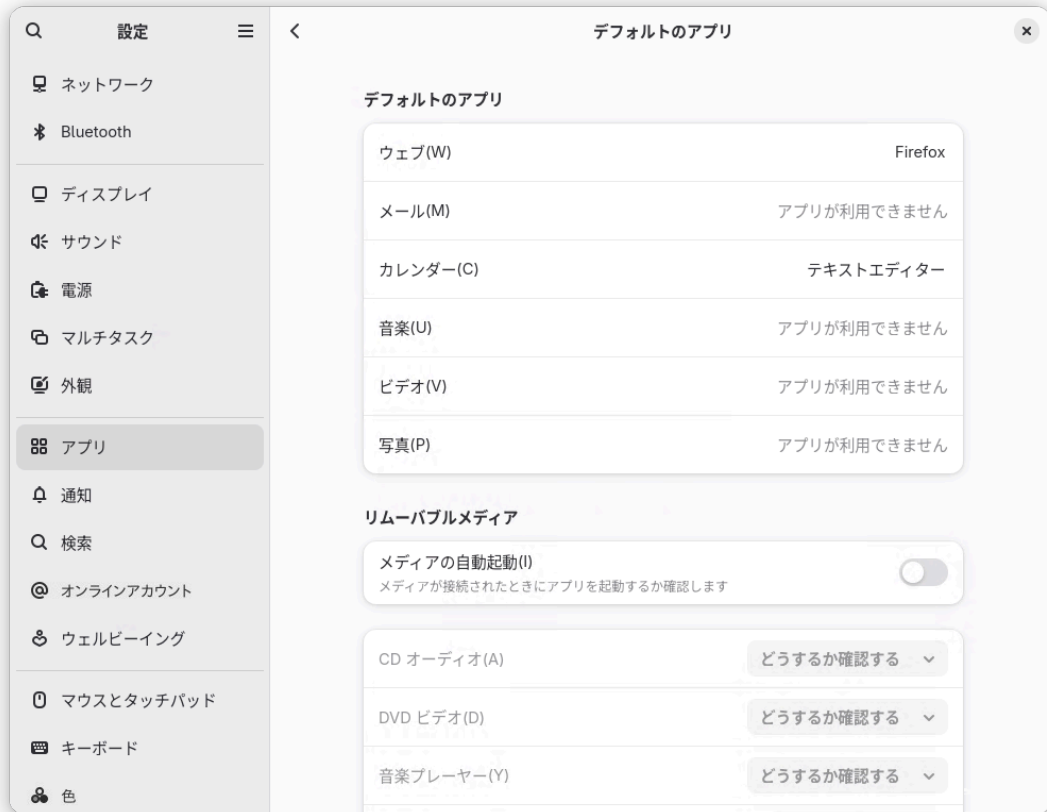 設定
ネットワーク
Bluetooth
ディスプレイ
サウンド
電源
マルチタスク
外観
アプリ
通知
検索
オンラインアカウント
ウェルビーイング
マウスとタッチパッド
キーボード
色
デフォルトのアプリ
デフォルトのアプリ
ウェブ(W) Firefox
メール(M) アプリが利用できません
カレンダー(C) テキストエディター
音楽(U) アプリが利用できません
ビデオ(V) アプリが利用できません
写真(P) アプリが利用できません
リムーバブルメディア
メディアの自動起動(I)
メディアが接続されたときにアプリを起動するか確認します
CD オーディオ(A) どうするか確認する
DVD ビデオ(D) どうするか確認する
音楽プレーヤー(Y) どうするか確認する